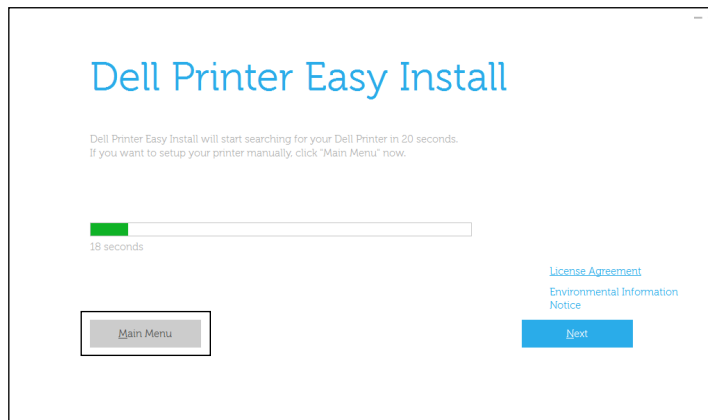 Dell Printer Easy Install
Dell Printer Easy Install will start searching for your Dell Printer in 20 seconds.
If you want to setup your printer manually, click "Main Menu" now.
18 seconds
License Agreement
Environmental Information
Notice
Main Menu
Next